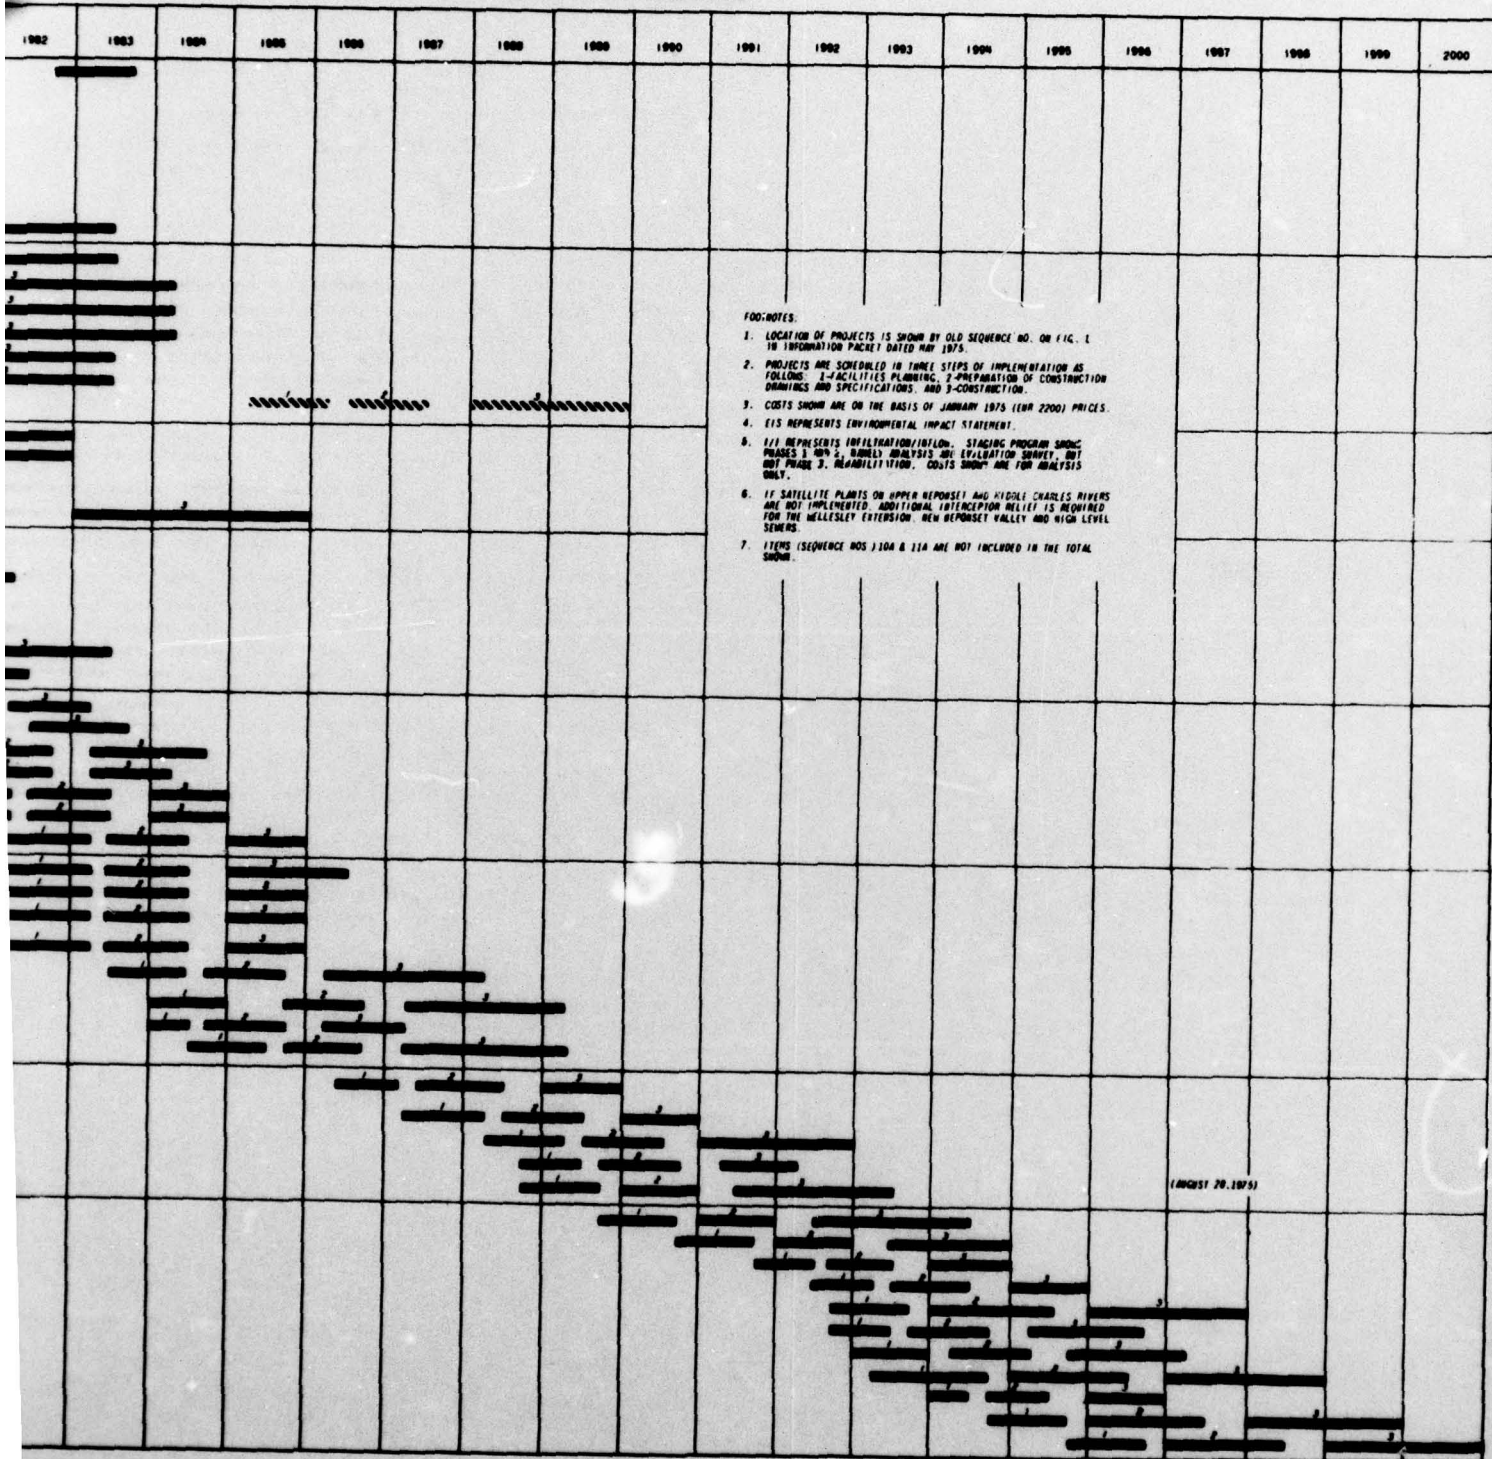 1982 1983 1984 1985 1986 1987 1988 1989 1990 1991 1992 1993 1994 1995 1996 1997 1998 1999 2000
FOOTNOTES:
1. LOCATION OF PROJECTS IS SHOWN BY OLD SEQUENCE NO. ON FIG. 1
IN INFORMATION PACKET DATED MAY 1975.
2. PROJECTS ARE SCHEDULED IN THREE STEPS OF IMPLEMENTATION AS
FOLLOWS: 1-FACILITIES PLANNING, 2-PREPARATION OF CONSTRUCTION
DRAWINGS AND SPECIFICATIONS, AND 3-CONSTRUCTION.
3. COSTS SHOWN ARE ON THE BASIS OF JANUARY 1975 (ENR 2200) PRICES.
4. EIS REPRESENTS ENVIRONMENTAL IMPACT STATEMENT.
5. I/I REPRESENTS INFILTRATION/INFLOW. STAGING PROGRAM SHOWS
PHASES 1 AND 2, NAMELY ANALYSIS AND EVALUATION SURVEY, BUT
NOT PHASE 3, REHABILITATION. COSTS SHOWN ARE FOR ANALYSIS
ONLY.
6. IF SATELLITE PLANTS ON UPPER NEPONSET AND MIDDLE CHARLES RIVERS
ARE NOT IMPLEMENTED, ADDITIONAL INTERCEPTOR RELIEF IS REQUIRED
FOR THE WELLESLEY EXTENSION, NEW NEPONSET VALLEY AND HIGH LEVEL
SEWERS.
7. ITEMS (SEQUENCE NOS.) 10A & 11A ARE NOT INCLUDED IN THE TOTAL
SHOWN.
(AUGUST 20, 1975)